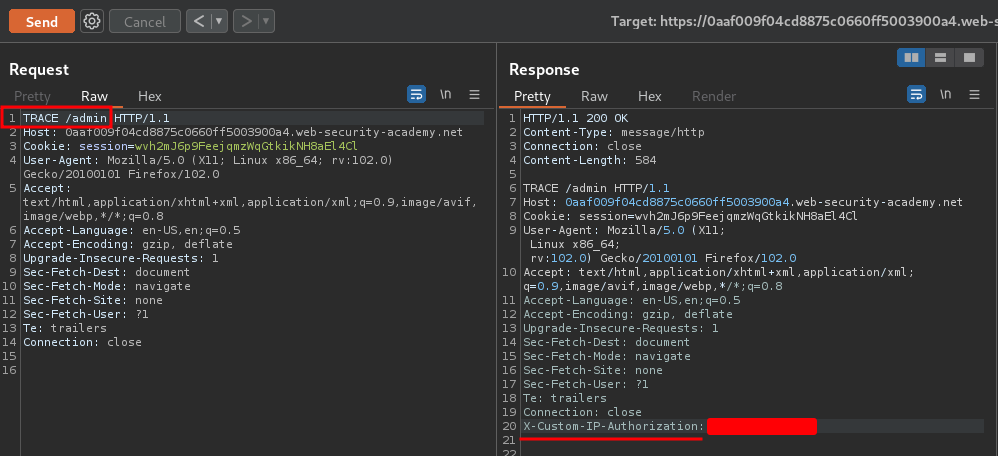 Send
Cancel
Target: https://0aaf009f04cd8875c0660ff5003900a4.web-s
Request
Response
Pretty Raw Hex
\n
Pretty Raw Hex Render
\n
1 TRACE /admin HTTP/1.1
2 Host: 0aaf009f04cd8875c0660ff5003900a4.web-security-academy.net
3 Cookie: session=wvh2mJ6p9FeejqmzWqGtkikNH8aEl4Cl
4 User-Agent: Mozilla/5.0 (X11; Linux x86_64; rv:102.0)
Gecko/20100101 Firefox/102.0
5 Accept:
text/html,application/xhtml+xml,application/xml;q=0.9,image/avif,
image/webp,*/*;q=0.8
6 Accept-Language: en-US,en;q=0.5
7 Accept-Encoding: gzip, deflate
8 Upgrade-Insecure-Requests: 1
9 Sec-Fetch-Dest: document
10 Sec-Fetch-Mode: navigate
11 Sec-Fetch-Site: none
12 Sec-Fetch-User: ?1
13 Te: trailers
14 Connection: close
15
16
1 HTTP/1.1 200 OK
2 Content-Type: message/http
3 Connection: close
4 Content-Length: 584
5
6 TRACE /admin HTTP/1.1
7 Host: 0aaf009f04cd8875c0660ff5003900a4.web-security-academy.net
8 Cookie: session=wvh2mJ6p9FeejqmzWqGtkikNH8aEl4Cl
9 User-Agent: Mozilla/5.0 (X11;
Linux x86_64;
rv:102.0) Gecko/20100101 Firefox/102.0
10 Accept: text/html,application/xhtml+xml,application/xml;
q=0.9,image/avif,image/webp,*/*;q=0.8
11 Accept-Language: en-US,en;q=0.5
12 Accept-Encoding: gzip, deflate
13 Upgrade-Insecure-Requests: 1
14 Sec-Fetch-Dest: document
15 Sec-Fetch-Mode: navigate
16 Sec-Fetch-Site: none
17 Sec-Fetch-User: ?1
18 Te: trailers
19 Connection: close
20 X-Custom-IP-Authorization:
21
22